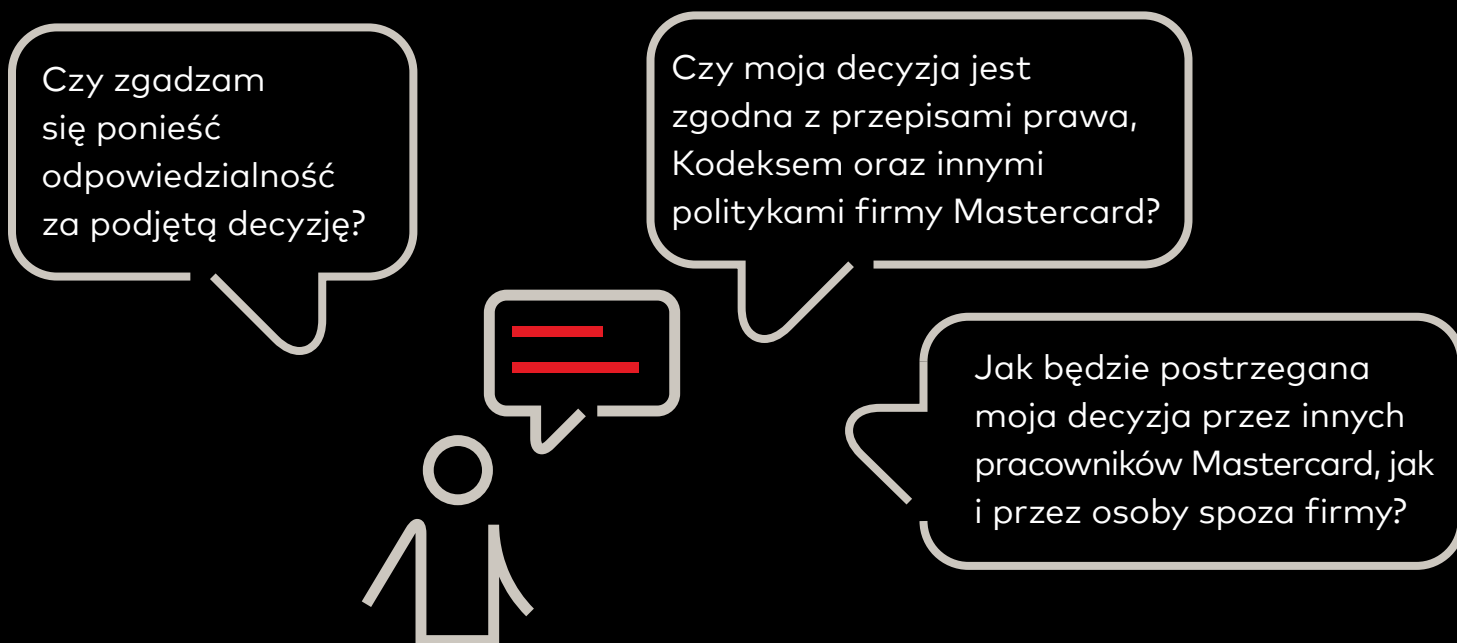 Czy zgadzam
się ponieść
odpowiedzialność
za podjętą decyzję?
Czy moja decyzja jest
zgodna z przepisami prawa,
Kodeksem oraz innymi
politykami firmy Mastercard?
Jak będzie postrzegana
moja decyzja przez innych
pracowników Mastercard, jak
i przez osoby spoza firmy?